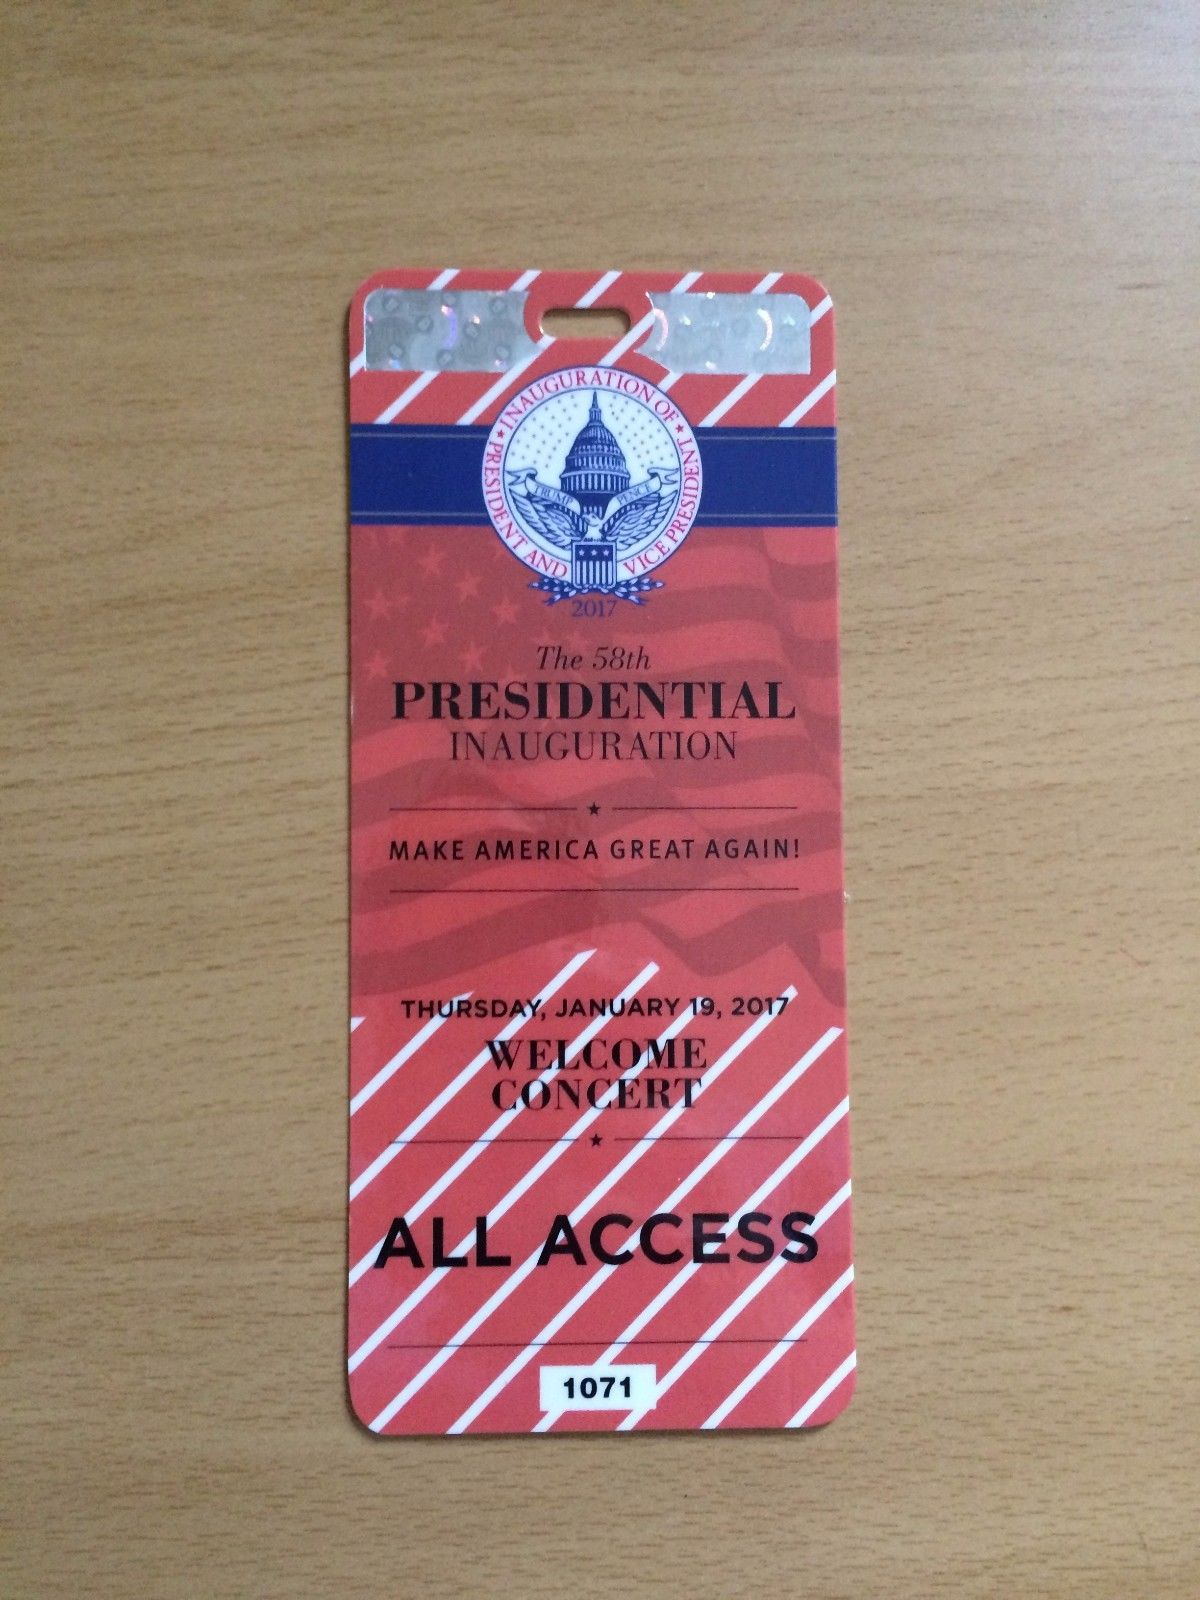 ★ INAUGURATION OF ★
PRESIDENT AND VICE PRESIDENT
TRUMP PENCE
2017
The 58th
PRESIDENTIAL
INAUGURATION
MAKE AMERICA GREAT AGAIN!
THURSDAY, JANUARY 19, 2017
WELCOME
CONCERT
ALL ACCESS
1071